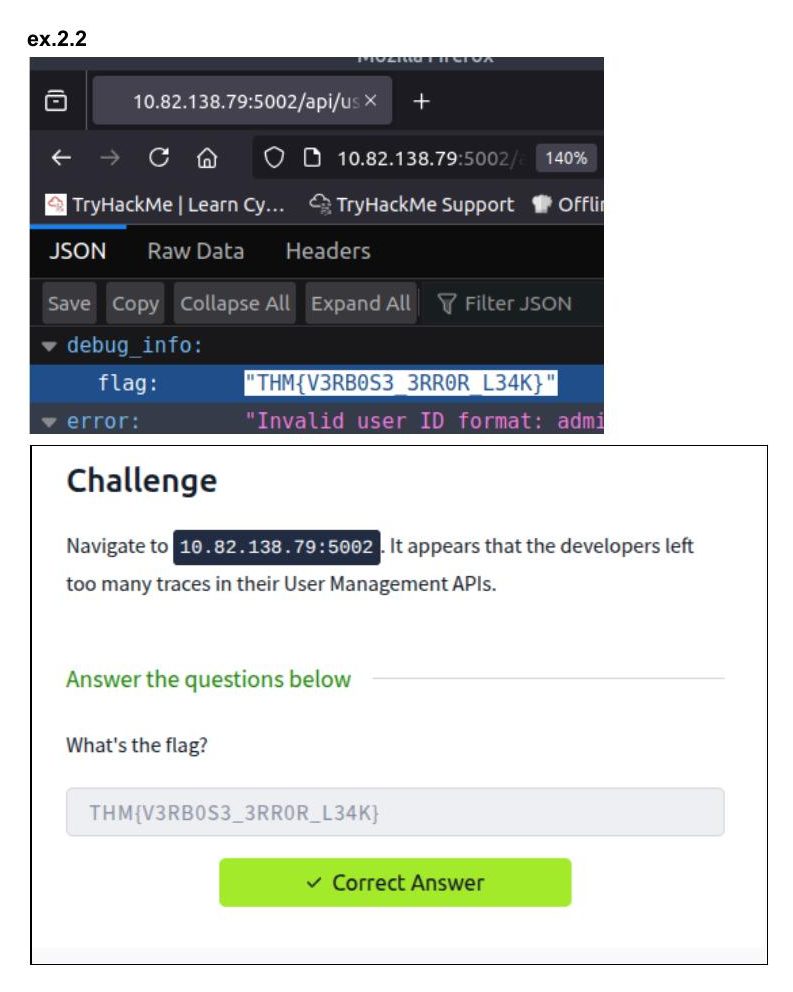 ex.2.2
Mozilla Firefox
10.82.138.79:5002/api/us
10.82.138.79:5002/ 140%
TryHackMe | Learn Cy... TryHackMe Support Offlin
JSON Raw Data Headers
Save Copy Collapse All Expand All Filter JSON
debug_info:
flag: "THM{V3RB0S3_3RR0R_L34K}"
error: "Invalid user ID format: admi
Challenge
Navigate to 10.82.138.79:5002. It appears that the developers left
too many traces in their User Management APIs.
Answer the questions below
What's the flag?
THM{V3RB0S3_3RR0R_L34K}
✓ Correct Answer